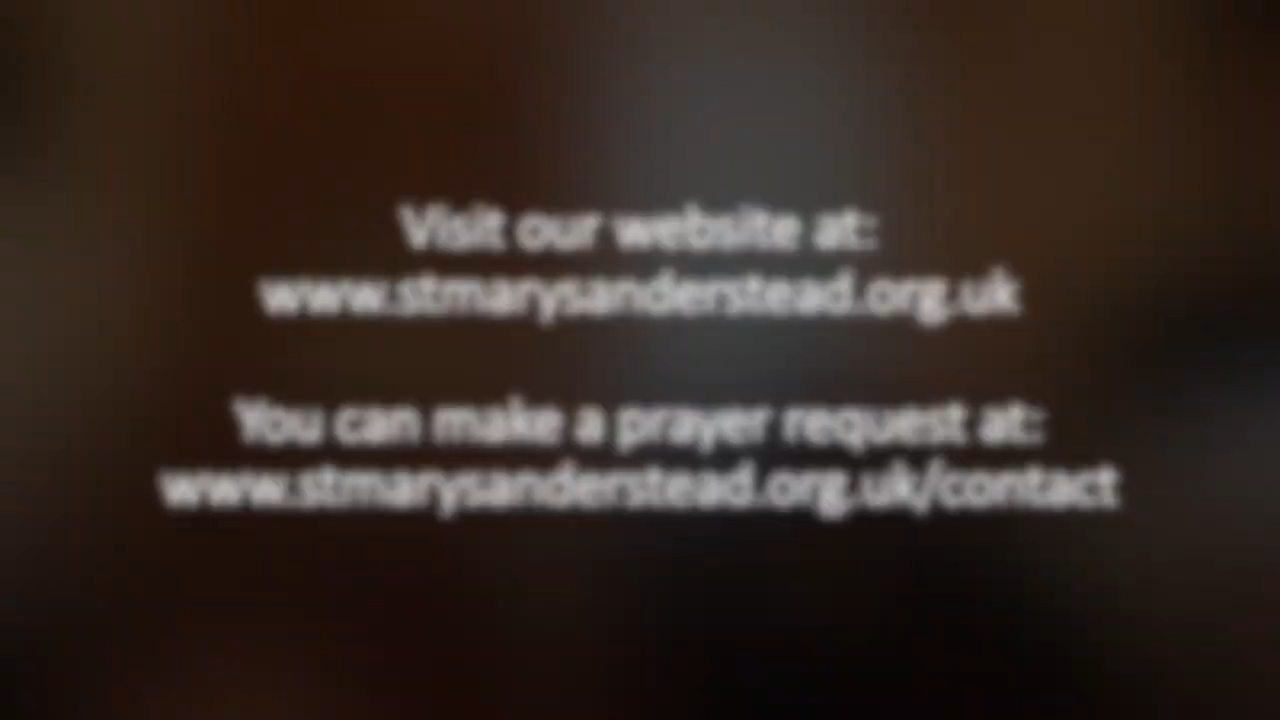 Visit our website at:
www.stmarysanderstead.org.uk
You can make a prayer request at:
www.stmarysanderstead.org.uk/contact